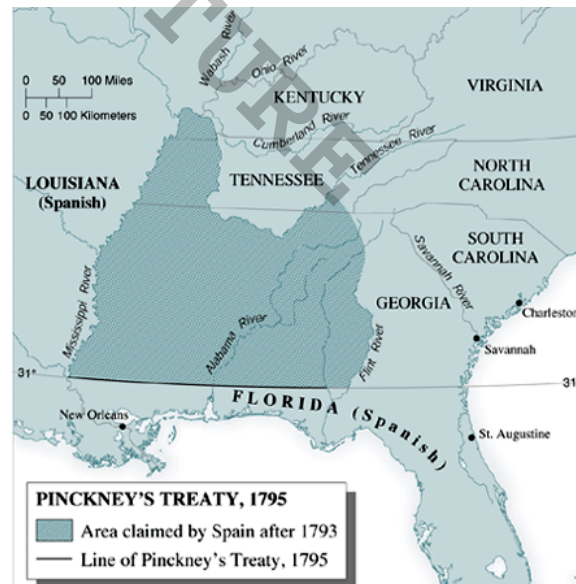 TURE
Wabash River
Ohio River
0 50 100 Miles
0 50 100 Kilometers
KENTUCKY
VIRGINIA
Cumberland River
Tennessee River
LOUISIANA
(Spanish)
TENNESSEE
NORTH
CAROLINA
SOUTH
CAROLINA
Savannah River
Mississippi River
Alabama River
GEORGIA
Flint River
Charleston
Savannah
31°
31
FLORIDA (Spanish)
New Orleans
St. Augustine
PINCKNEY'S TREATY, 1795
Area claimed by Spain after 1793
Line of Pinckney's Treaty, 1795